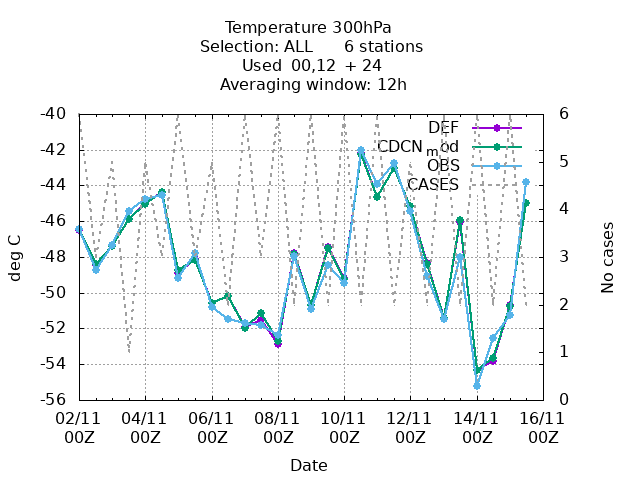 Temperature 300hPa
Selection: ALL 6 stations
Used 00,12 + 24
Averaging window: 12h
-40 6
DEF
-42 CDCN_mod 5
OBS
-44 CASES
4
-46
-48 3
-50 2
-52
1
-54
-56 0
deg C
No cases
02/11 04/11 06/11 08/11 10/11 12/11 14/11 16/11
00Z 00Z 00Z 00Z 00Z 00Z 00Z 00Z
Date